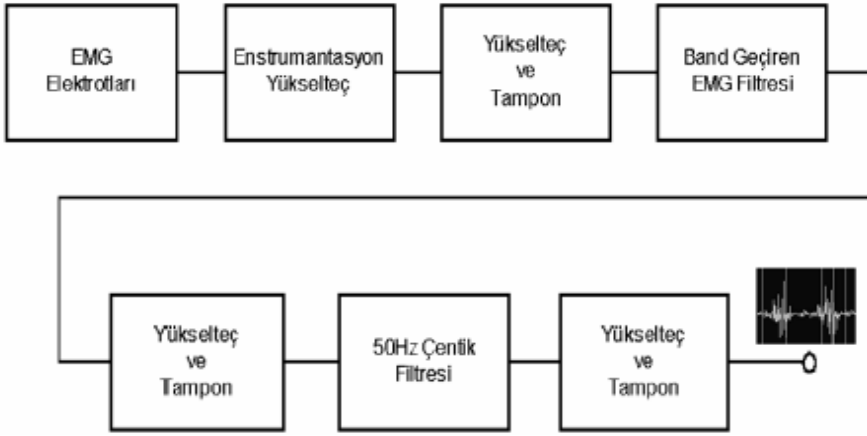 EMG
Elektrotları
Enstrumantasyon
Yükselteç
Yükselteç
ve
Tampon
Band Geçiren
EMG Filtresi
Yükselteç
ve
Tampon
50Hz Çentik
Filtresi
Yükselteç
ve
Tampon